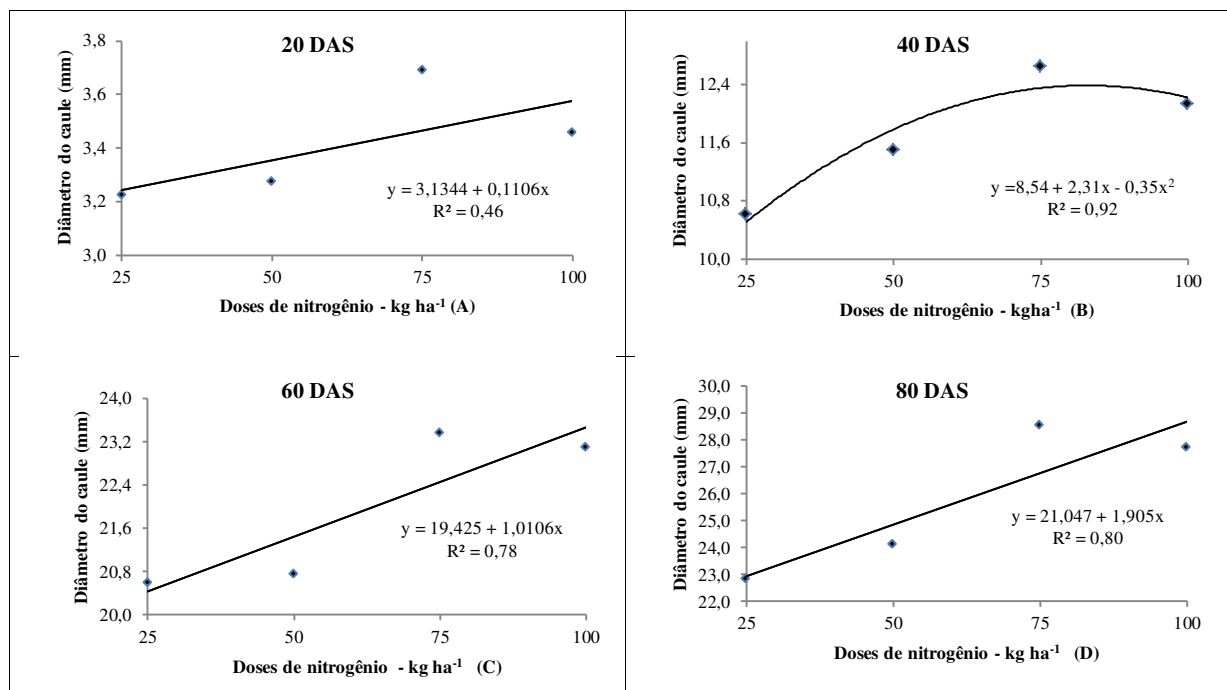 20 DAS
Diâmetro do caule (mm)
3,8
3,6
3,4
3,2
3,0
y = 3,1344 + 0,1106x
R² = 0,46
25 50 75 100
Doses de nitrogênio - kg ha⁻¹ (A)
40 DAS
Diâmetro do caule (mm)
12,4
11,6
10,8
10,0
y =8,54 + 2,31x - 0,35x²
R² = 0,92
25 50 75 100
Doses de nitrogênio - kgha⁻¹ (B)
60 DAS
Diâmetro do caule (mm)
24,0
23,2
22,4
21,6
20,8
20,0
y = 19,425 + 1,0106x
R² = 0,78
25 50 75 100
Doses de nitrogênio - kg ha⁻¹ (C)
80 DAS
Diâmetro do caule (mm)
30,0
29,0
28,0
27,0
26,0
25,0
24,0
23,0
22,0
y = 21,047 + 1,905x
R² = 0,80
25 50 75 100
Doses de nitrogênio - kg ha⁻¹ (D)